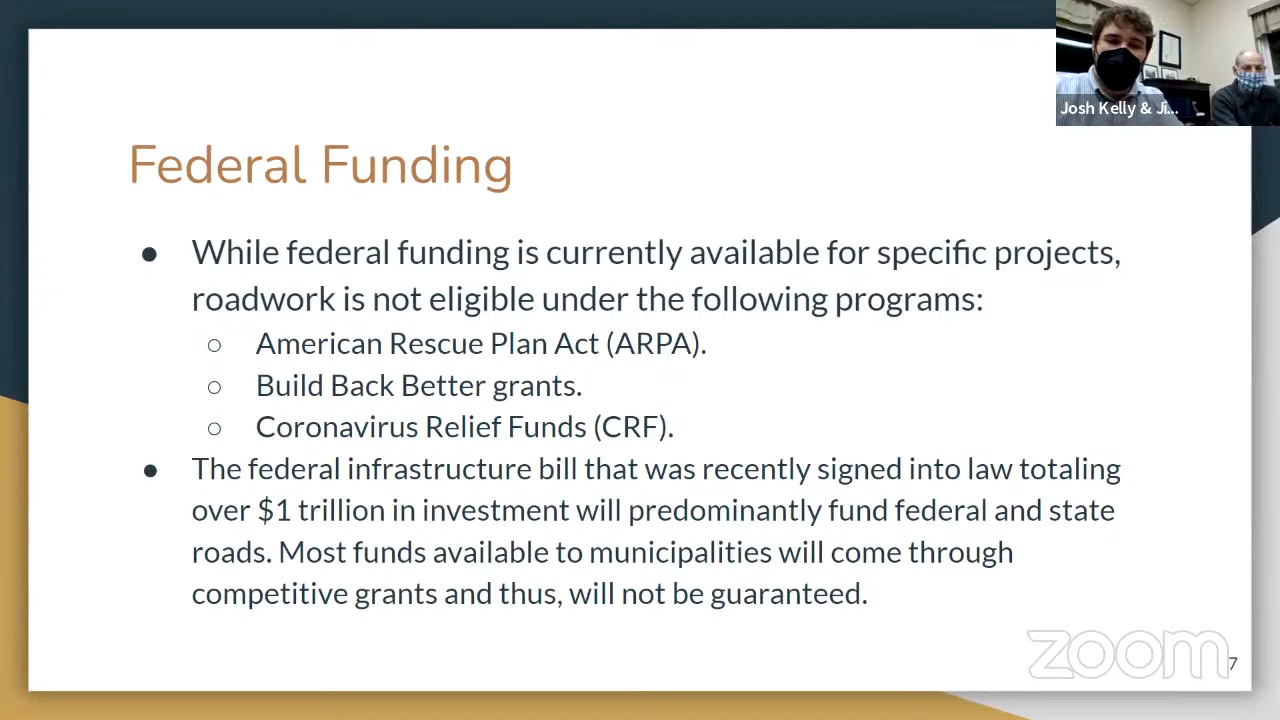 Josh Kelly & Ji...
Federal Funding
● While federal funding is currently available for specific projects,
roadwork is not eligible under the following programs:
○ American Rescue Plan Act (ARPA).
○ Build Back Better grants.
○ Coronavirus Relief Funds (CRF).
● The federal infrastructure bill that was recently signed into law totaling
over $1 trillion in investment will predominantly fund federal and state
roads. Most funds available to municipalities will come through
competitive grants and thus, will not be guaranteed.
zoom
7